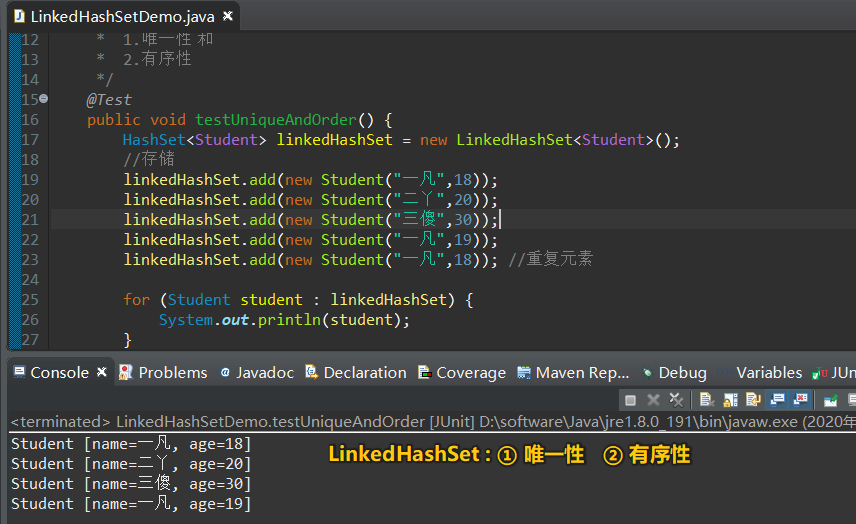 LinkedHashSetDemo.java
12 * 1.唯一性 和
13 * 2.有序性
14 */
15 @Test
16 public void testUniqueAndOrder() {
17 HashSet<Student> linkedHashSet = new LinkedHashSet<Student>();
18 //存储
19 linkedHashSet.add(new Student("一凡",18));
20 linkedHashSet.add(new Student("二丫",20));
21 linkedHashSet.add(new Student("三傻",30));
22 linkedHashSet.add(new Student("一凡",19));
23 linkedHashSet.add(new Student("一凡",18)); //重复元素
24
25 for (Student student : linkedHashSet) {
26 System.out.println(student);
27 }
Console Problems @ Javadoc Declaration Coverage Maven Rep... Debug Variables JUn
<terminated> LinkedHashSetDemo.testUniqueAndOrder [JUnit] D:\software\Java\jre1.8.0_191\bin\javaw.exe (2020年
Student [name=一凡, age=18]
Student [name=二丫, age=20]
Student [name=三傻, age=30]
Student [name=一凡, age=19]
LinkedHashSet : ① 唯一性 ② 有序性